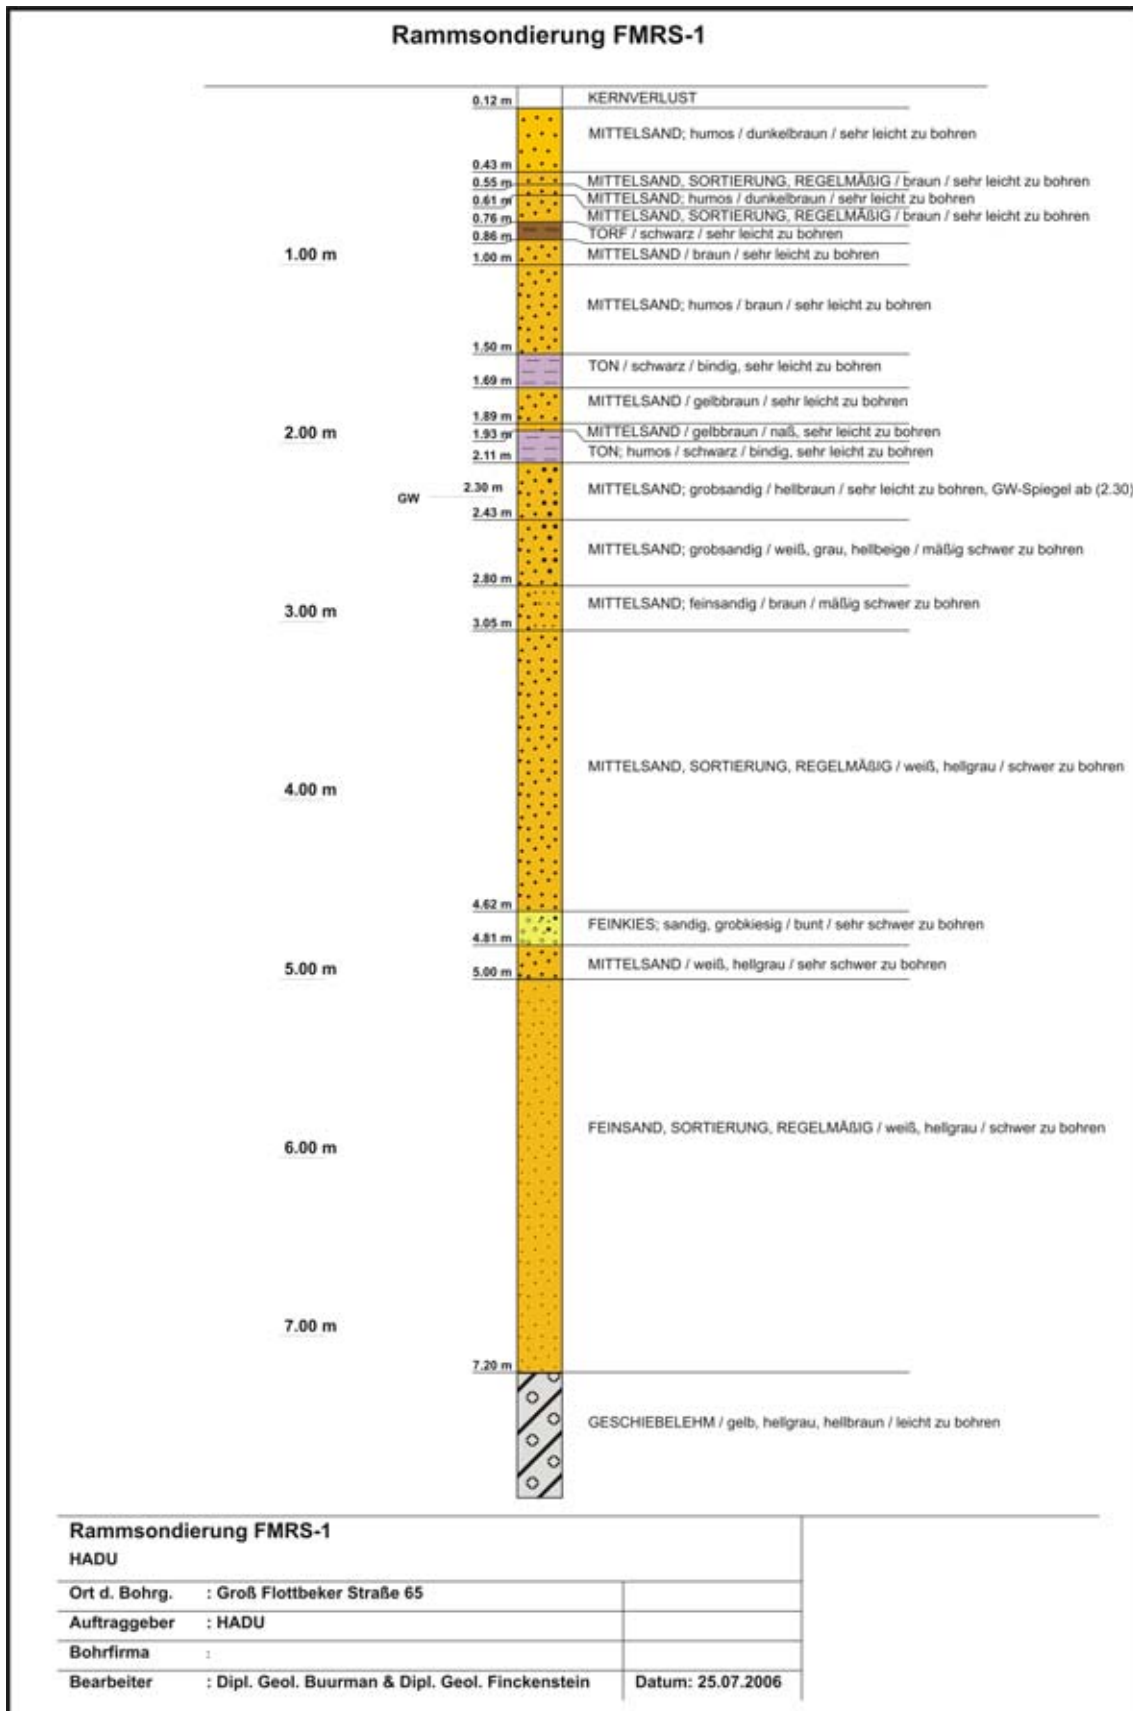 Rammsondierung FMRS-1
0.12 m KERNVERLUST
MITTELSAND; humos / dunkelbraun / sehr leicht zu bohren
0.43 m
0.55 m MITTELSAND, SORTIERUNG, REGELMÄßIG / braun / sehr leicht zu bohren
0.61 m MITTELSAND; humos / dunkelbraun / sehr leicht zu bohren
0.76 m MITTELSAND, SORTIERUNG, REGELMÄßIG / braun / sehr leicht zu bohren
0.86 m TORF / schwarz / sehr leicht zu bohren
1.00 m 1.00 m MITTELSAND / braun / sehr leicht zu bohren
MITTELSAND; humos / braun / sehr leicht zu bohren
1.50 m
TON / schwarz / bindig, sehr leicht zu bohren
1.69 m
MITTELSAND / gelbbraun / sehr leicht zu bohren
1.89 m
2.00 m 1.93 m MITTELSAND / gelbbraun / naß, sehr leicht zu bohren
2.11 m TON; humos / schwarz / bindig, sehr leicht zu bohren
2.30 m MITTELSAND; grobsandig / hellbraun / sehr leicht zu bohren, GW-Spiegel ab (2.30)
GW
2.43 m
MITTELSAND; grobsandig / weiß, grau, hellbeige / mäßig schwer zu bohren
2.80 m
3.00 m MITTELSAND; feinsandig / braun / mäßig schwer zu bohren
3.05 m
MITTELSAND, SORTIERUNG, REGELMÄßIG / weiß, hellgrau / schwer zu bohren
4.00 m
4.62 m
FEINKIES; sandig, grobkiesig / bunt / sehr schwer zu bohren
4.81 m
MITTELSAND / weiß, hellgrau / sehr schwer zu bohren
5.00 m 5.00 m
FEINSAND, SORTIERUNG, REGELMÄßIG / weiß, hellgrau / schwer zu bohren
6.00 m
7.00 m
7.20 m
GESCHIEBELEHM / gelb, hellgrau, hellbraun / leicht zu bohren
Rammsondierung FMRS-1
HADU
Ort d. Bohrg. : Groß Flottbeker Straße 65
Auftraggeber : HADU
Bohrfirma :
Bearbeiter : Dipl. Geol. Buurman & Dipl. Geol. Finckenstein Datum: 25.07.2006